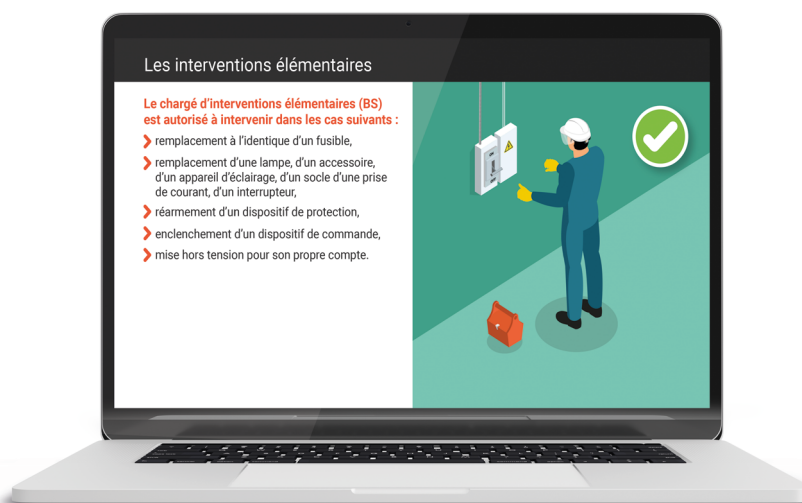 Les interventions élémentaires
Le chargé d'interventions élémentaires (BS)
est autorisé à intervenir dans les cas suivants :
remplacement à l'identique d'un fusible,
remplacement d'une lampe, d'un accessoire,
d'un appareil d'éclairage, d'un socle d'une prise
de courant, d'un interrupteur,
réarmement d'un dispositif de protection,
enclenchement d'un dispositif de commande,
mise hors tension pour son propre compte.